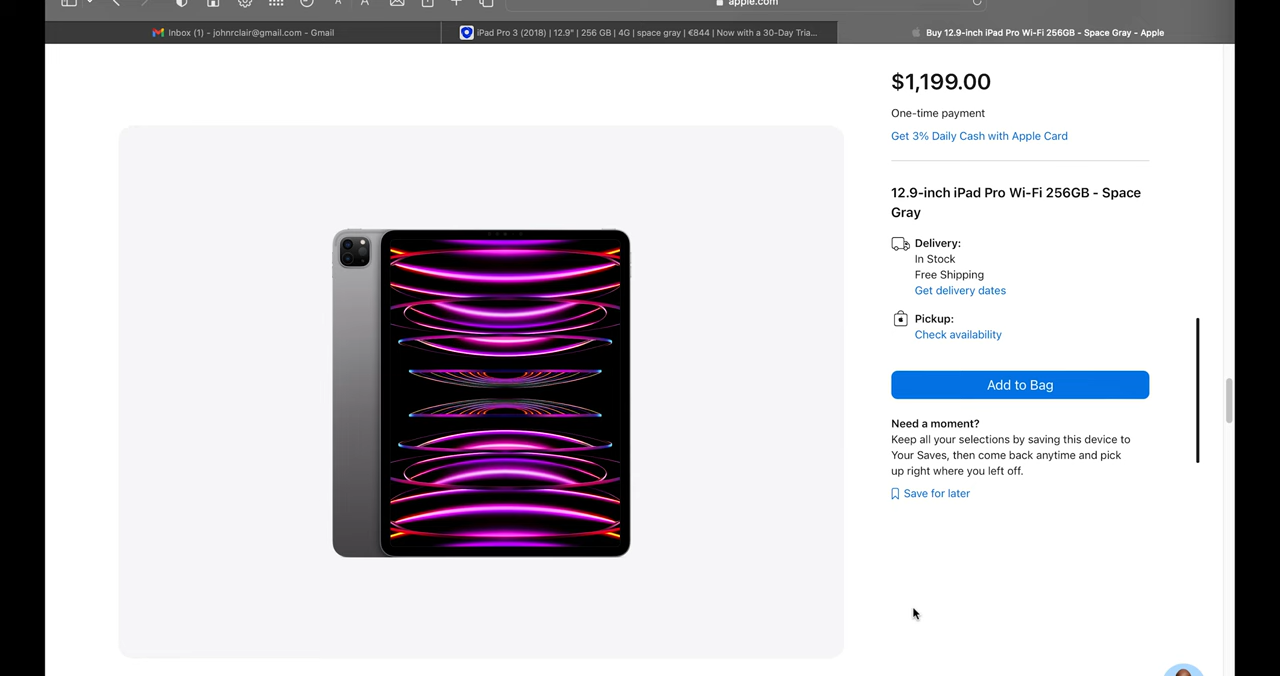 apple.com
Inbox (1) - johnrclair@gmail.com - Gmail
iPad Pro 3 (2018) | 12.9" | 256 GB | 4G | space gray | €844 | Now with a 30-Day Tria...
Buy 12.9-inch iPad Pro Wi-Fi 256GB - Space Gray - Apple
$1,199.00
One-time payment
Get 3% Daily Cash with Apple Card
12.9-inch iPad Pro Wi-Fi 256GB - Space
Gray
Delivery:
In Stock
Free Shipping
Get delivery dates
Pickup:
Check availability
Add to Bag
Need a moment?
Keep all your selections by saving this device to
Your Saves, then come back anytime and pick
up right where you left off.
Save for later